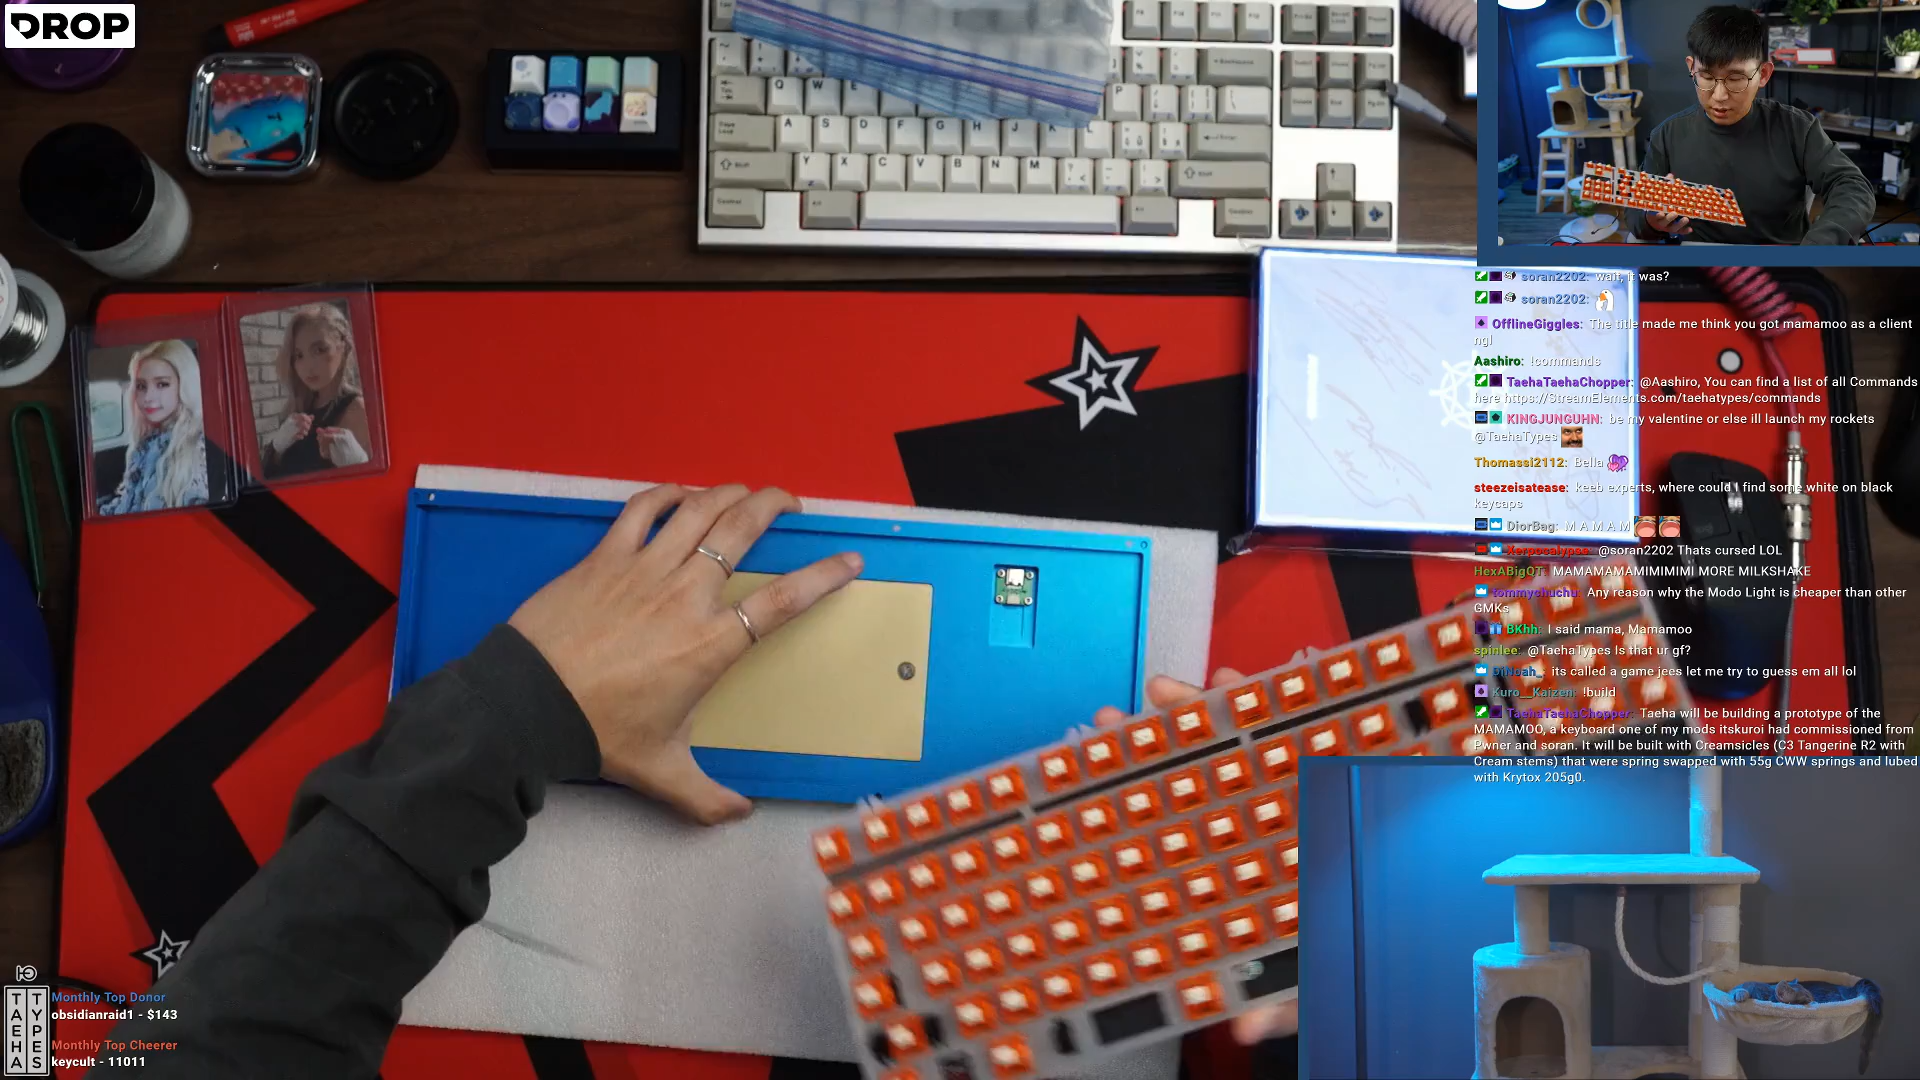 DROP
soran2202: wait, it was?
soran2202:
OfflineGiggles: The title made me think you got mamamoo as a client
ngl
Aashiro: !commands
TaehaTaehaChopper: @Aashiro, You can find a list of all Commands
here https://StreamElements.com/taehatypes/commands
KINGJUNGUHN: be my valentine or else ill launch my rockets
@TaehaTypes
Thomassi2112: Bella
steezeisatease: keeb experts, where could I find some white on black
keycaps
DiorBag: M A M A M
Xerpocalypse: @soran2202 Thats cursed LOL
HexABigQT: MAMAMAMAMIMIMIMI MORE MILKSHAKE
tommychuchu: Any reason why the Modo Light is cheaper than other
GMKs
BKhh: I said mama, Mamamoo
spinlee: @TaehaTypes Is that ur gf?
DiNoah_: its called a game jees let me try to guess em all lol
Kuro__Kaizen: !build
TaehaTaehaChopper: Taeha will be building a prototype of the
MAMAMOO, a keyboard one of my mods itskuroi had commissioned from
Pwner and soran. It will be built with Creamsicles (C3 Tangerine R2 with
Cream stems) that were spring swapped with 55g CWW springs and lubed
with Krytox 205g0.
TAEHA
TYPES
Monthly Top Donor
obsidianraid1 - $143
Monthly Top Cheerer
keycult - 11011
Q W E P
A S D F G H J K L
Y X C V B N M